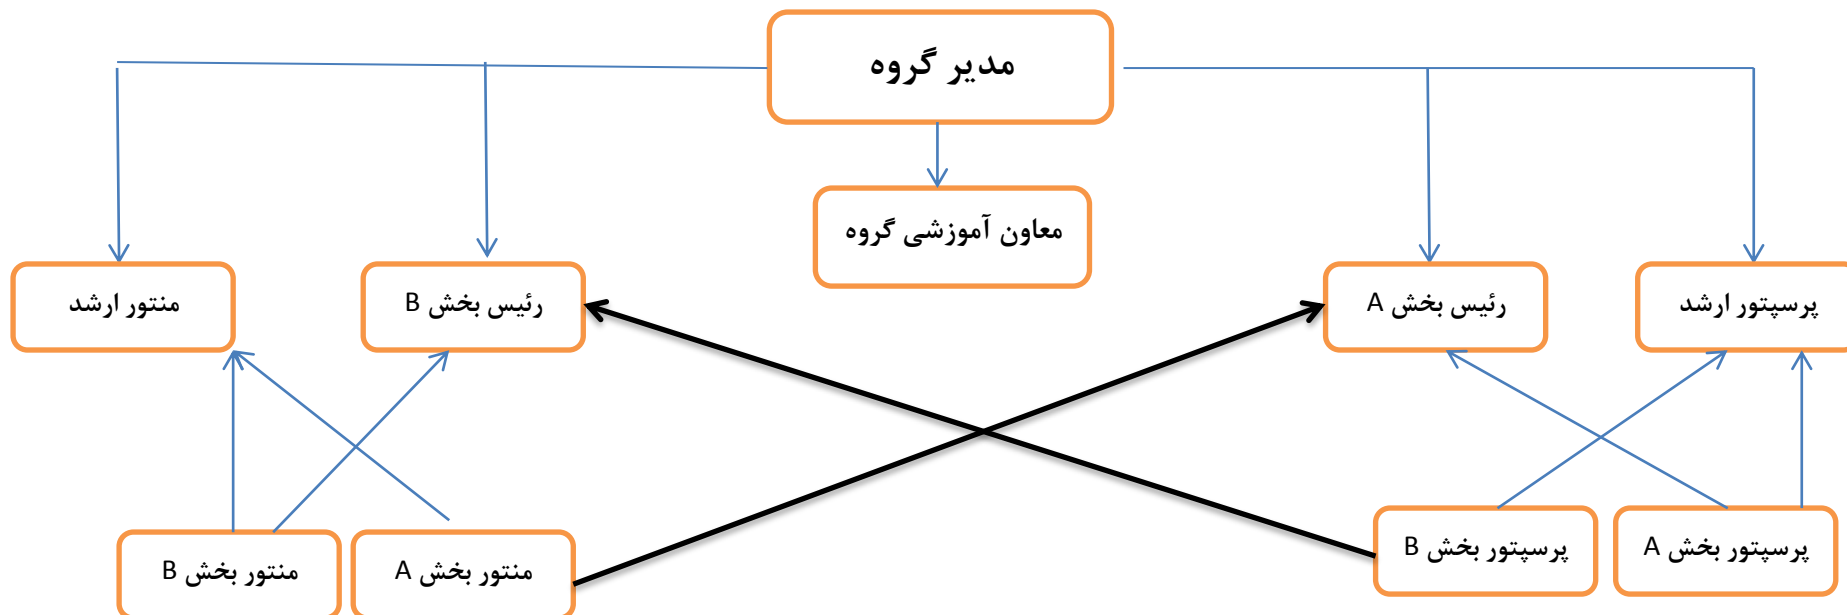 مدیر گروه
معاون آموزشی گروه
پرسپتور ارشد
رئیس بخش A
رئیس بخش B
منتور ارشد
پرسپتور بخش A
پرسپتور بخش B
منتور بخش A
منتور بخش B